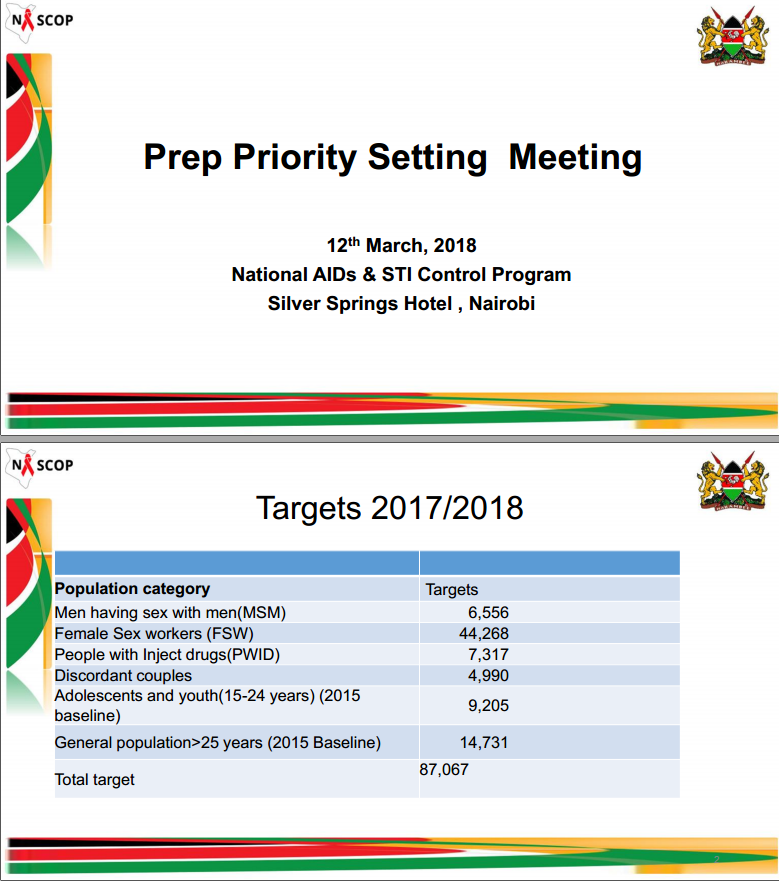 NASCOP
Prep Priority Setting  Meeting
12th March, 2018
National AIDs & STI Control Program
Silver Springs Hotel , Nairobi
NASCOP
Targets 2017/2018
Population category Targets
Men having sex with men(MSM) 6,556
Female Sex workers (FSW) 44,268
People with Inject drugs(PWID) 7,317
Discordant couples 4,990
Adolescents and youth(15-24 years) (2015
baseline) 9,205
General population>25 years (2015 Baseline) 14,731
Total target 87,067
2